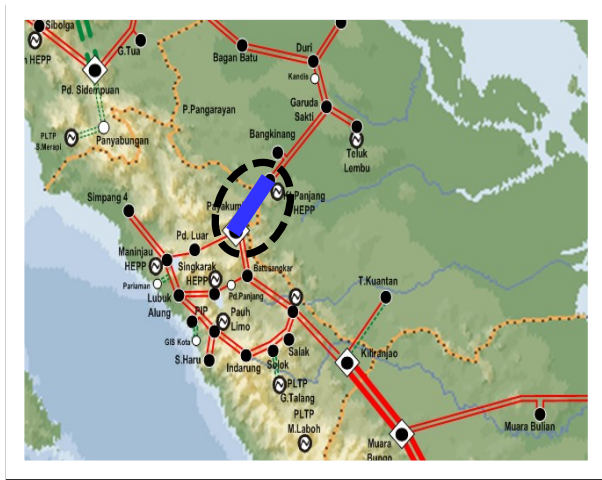 Sibolga
HEPP
G.Tua
Pd. Sidempuan
Bagan Batu
Duri
Kandis
Garuda
Sakti
P.Pangarayan
PLTP
S.Merapi
Panyabungan
Bangkinang
Teluk
Lembu
Simpang 4
Panjang
HEPP
Pd. Luar
Maninjau
HEPP
Singkarak
HEPP
Batusangkar
Pariaman
Pd.Panjang
T.Kuantan
Lubuk
Alung
PIP
Pauh
Limo
GIS Kota
S.Haru
Indarung
Solok
Salak
Kiliranjao
PLTP
G.Talang
PLTP
M.Laboh
Muara
Bungo
Muara Bulian